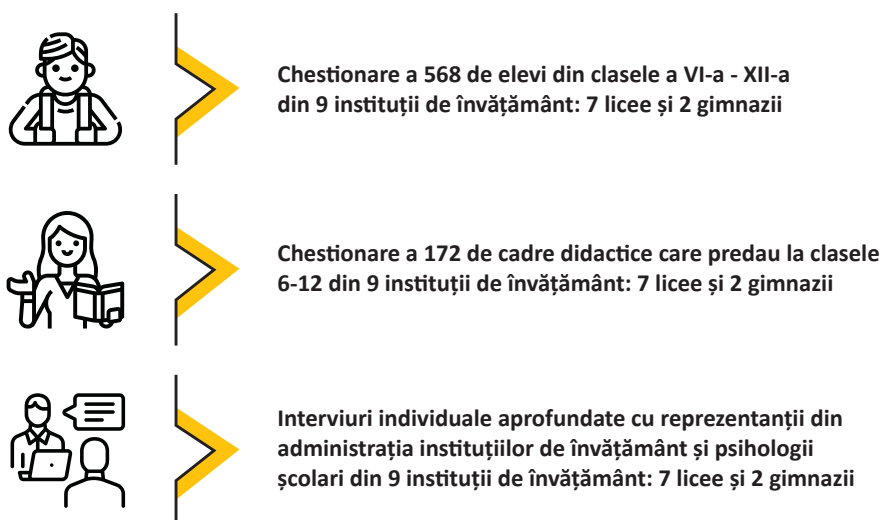 Chestionare a 568 de elevi din clasele a VI-a - XII-a
din 9 instituții de învățământ: 7 licee și 2 gimnazii
Chestionare a 172 de cadre didactice care predau la clasele
6-12 din 9 instituții de învățământ: 7 licee și 2 gimnazii
Interviuri individuale aprofundate cu reprezentanții din
administrația instituțiilor de învățământ și psihologii
școlari din 9 instituții de învățământ: 7 licee și 2 gimnazii